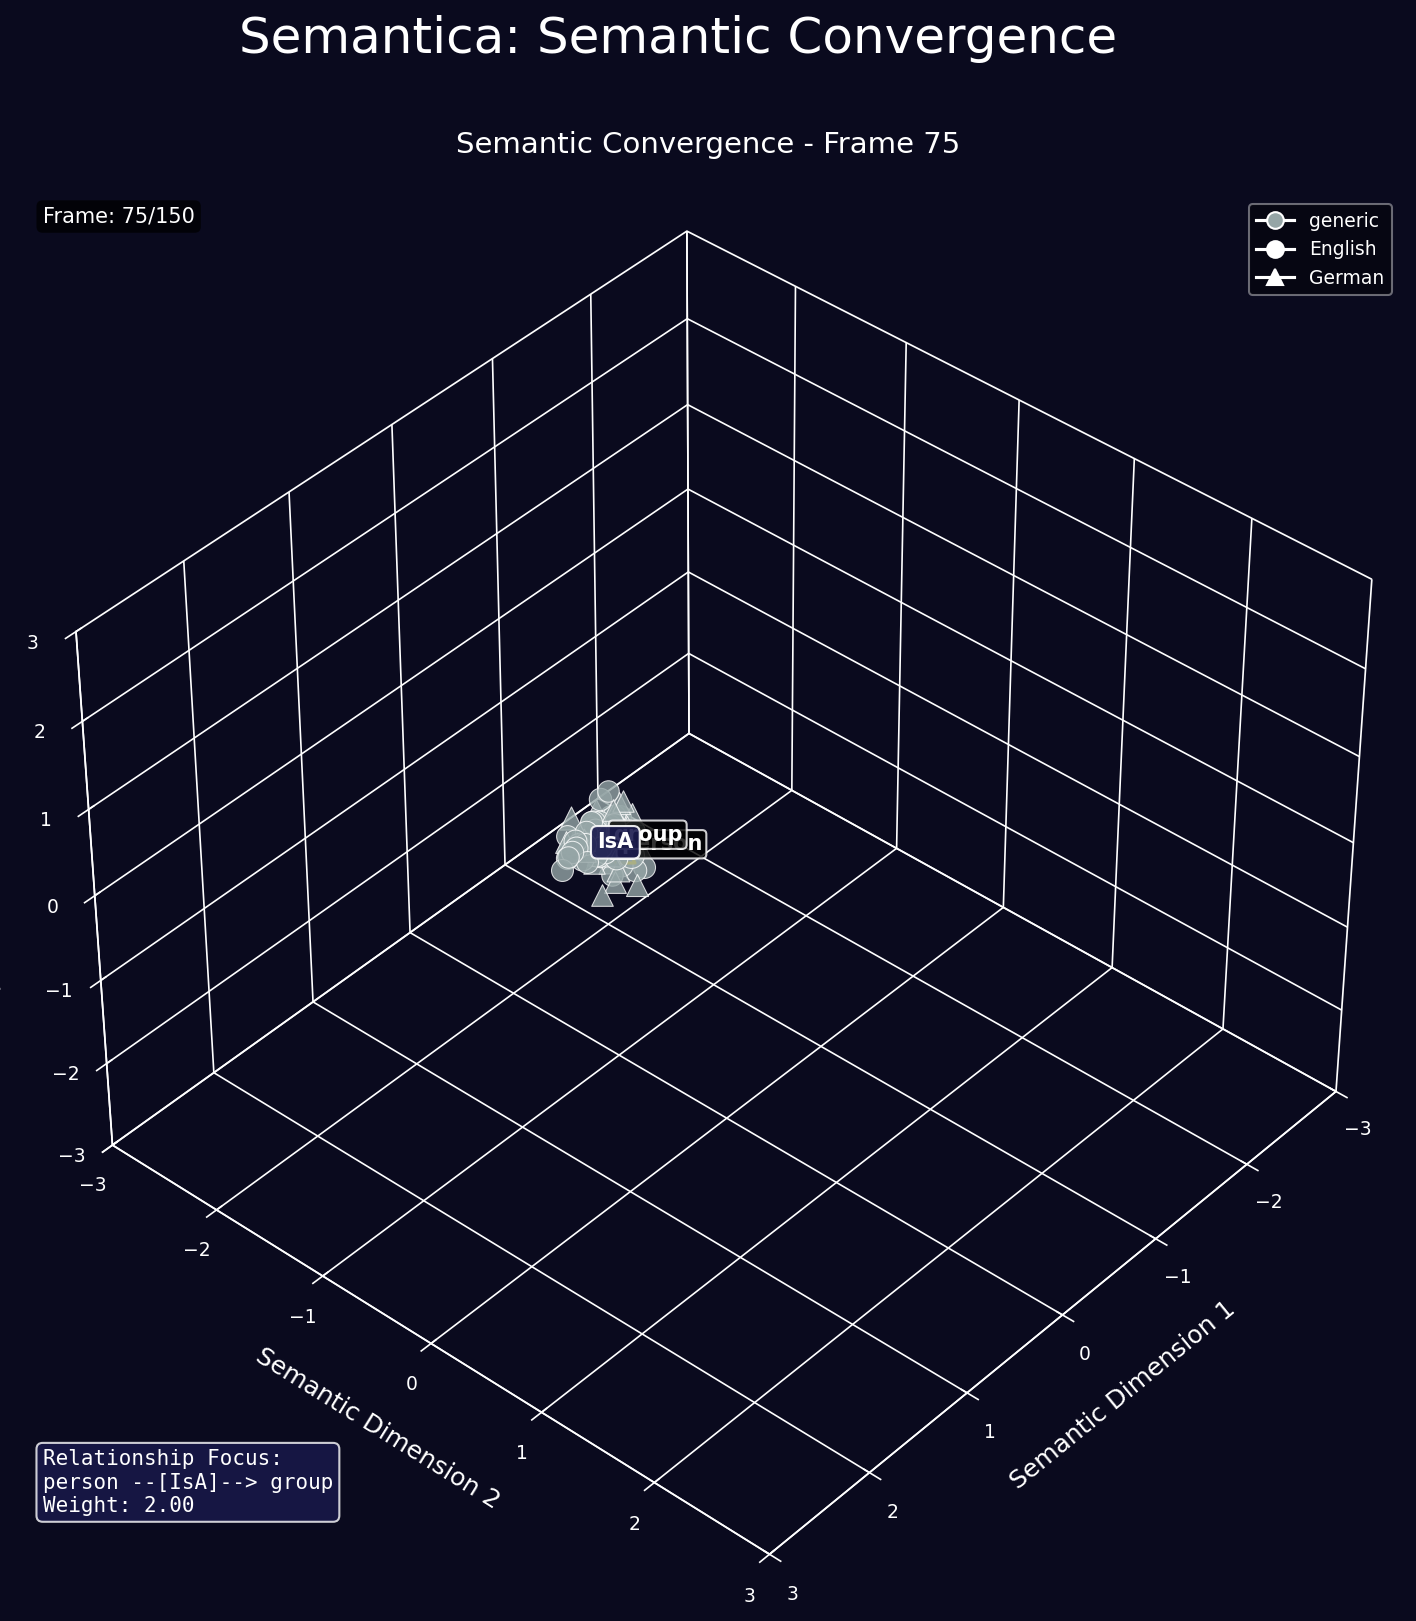 Semantica: Semantic Convergence
Semantic Convergence - Frame 75
Frame: 75/150
generic
English
German
3
2
1
0
−1
−2
−3
IsA
oup
on
−3
−2
−1
0
1
2
3
Semantic Dimension 2
−3
−2
−1
0
1
2
3
Semantic Dimension 1
Relationship Focus:
person --[IsA]--> group
Weight: 2.00